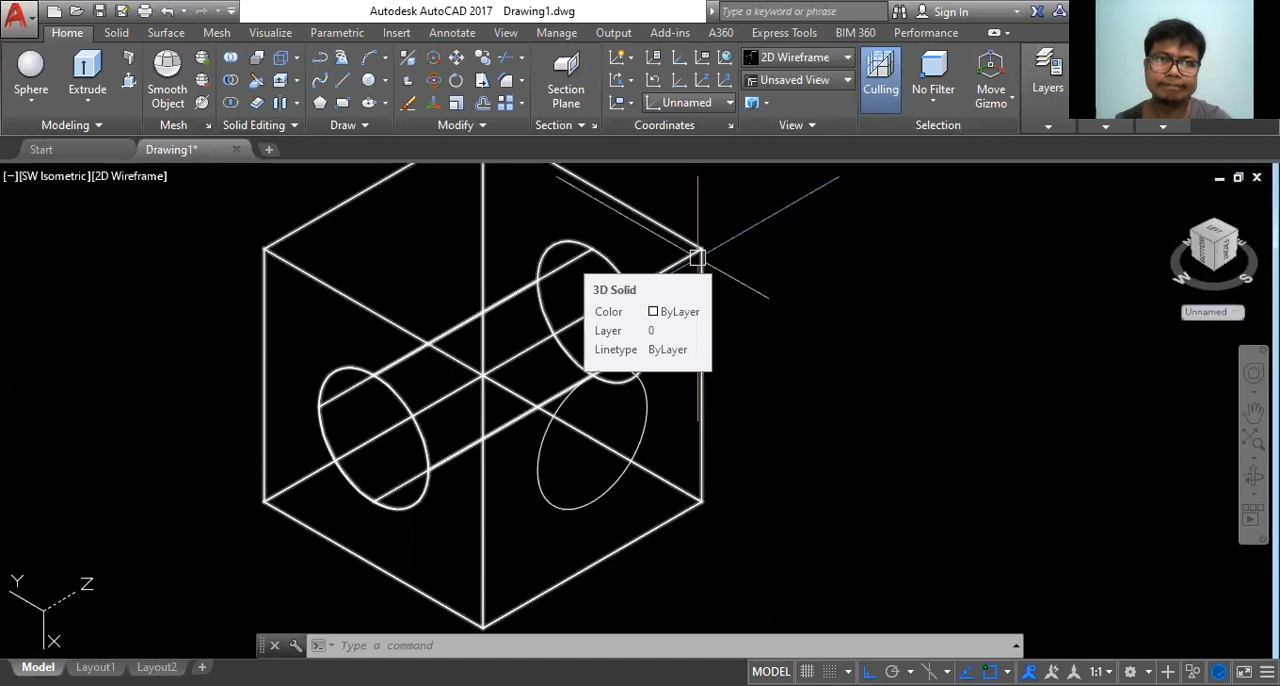 Autodesk AutoCAD 2017 Drawing1.dwg
Type a keyword or phrase
Sign In
Home Solid Surface Mesh Visualize Parametric Insert Annotate View Manage Output Add-ins A360 Express Tools BIM 360 Performance
Sphere
Extrude
Smooth
Object
Section
Plane
2D Wireframe
Unsaved View
Unnamed
Culling
No Filter
Move
Gizmo
Layers
Modeling
Mesh
Solid Editing
Draw
Modify
Section
Coordinates
View
Selection
Start
Drawing1*
[−][SW Isometric][2D Wireframe]
LEFT
W
S
Unnamed
3D Solid
Color ByLayer
Layer 0
Linetype ByLayer
Y
Z
X
Type a command
Model Layout1 Layout2
MODEL
1:1